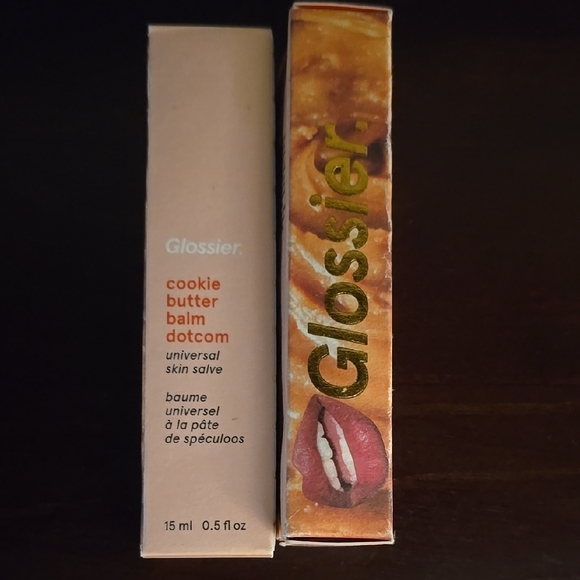 Glossier.
cookie
butter
balm
dotcom
universal
skin salve
baume
universel
à la pâte
de spéculoos
15 ml 0.5 fl oz
Glossier.